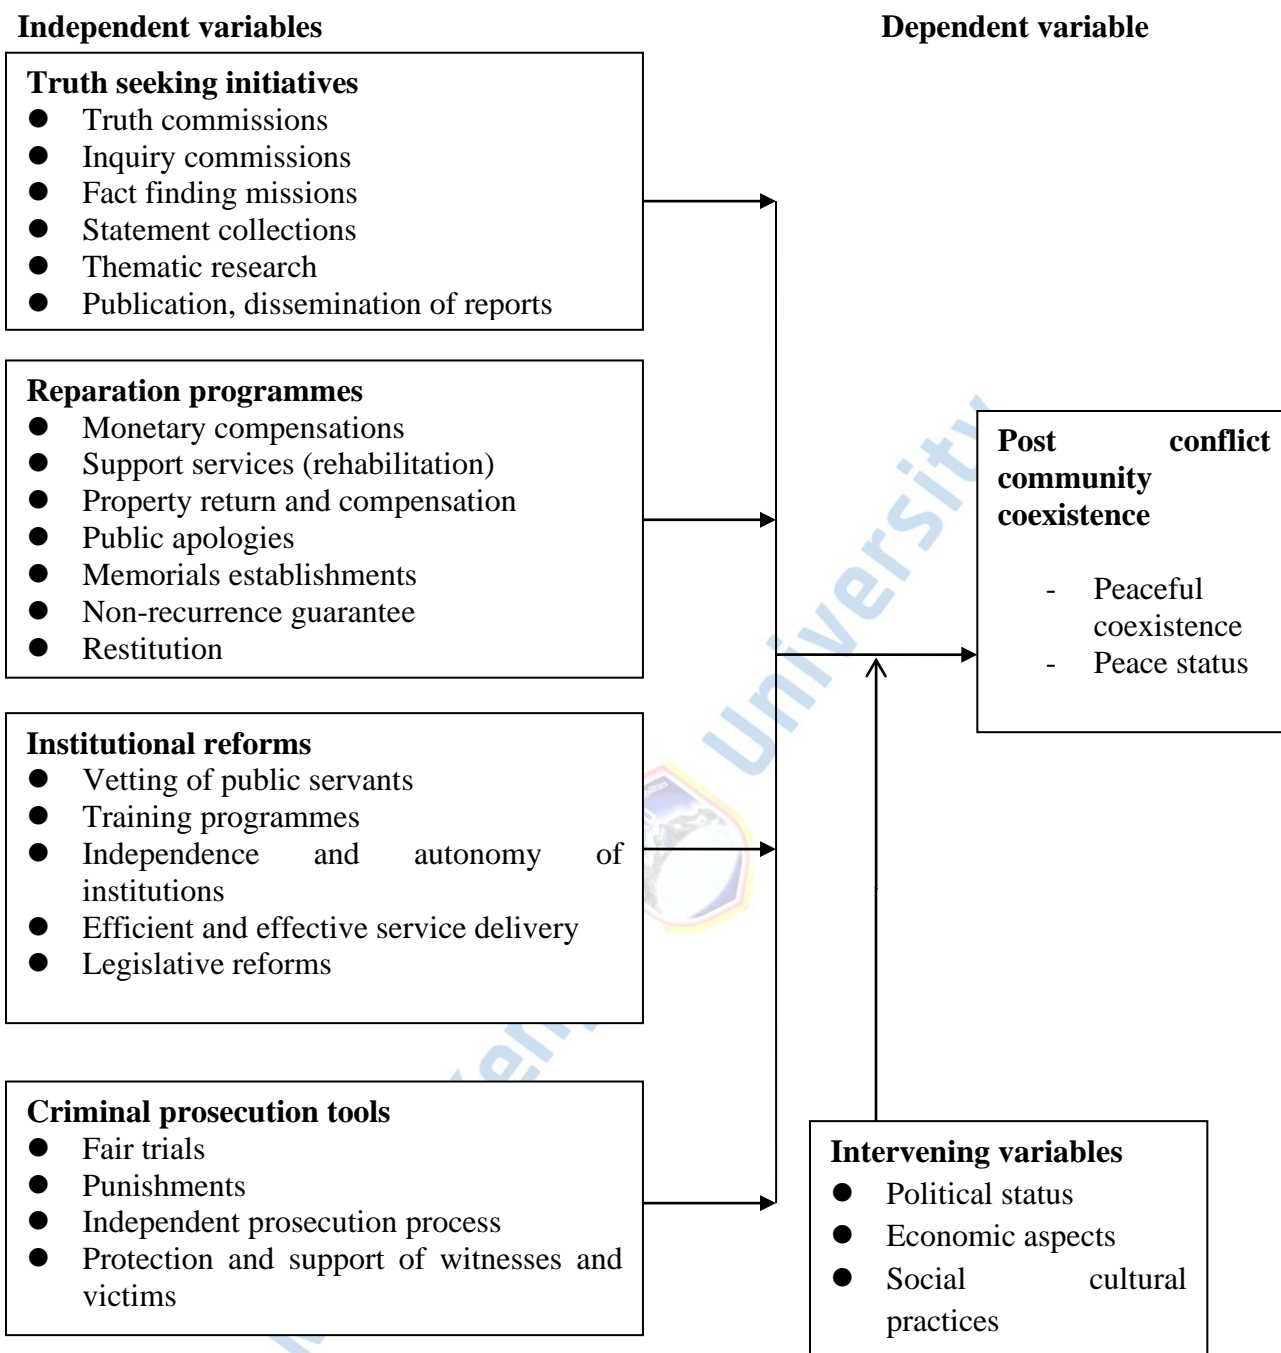 Independent variables
Dependent variable
Truth seeking initiatives
● Truth commissions
● Inquiry commissions
● Fact finding missions
● Statement collections
● Thematic research
● Publication, dissemination of reports
Reparation programmes
● Monetary compensations
● Support services (rehabilitation)
● Property return and compensation
● Public apologies
● Memorials establishments
● Non-recurrence guarantee
● Restitution
Post conflict
community
coexistence
- Peaceful
coexistence
- Peace status
Institutional reforms
● Vetting of public servants
● Training programmes
● Independence and autonomy of
institutions
● Efficient and effective service delivery
● Legislative reforms
Criminal prosecution tools
● Fair trials
● Punishments
● Independent prosecution process
● Protection and support of witnesses and
victims
Intervening variables
● Political status
● Economic aspects
● Social cultural
practices
University